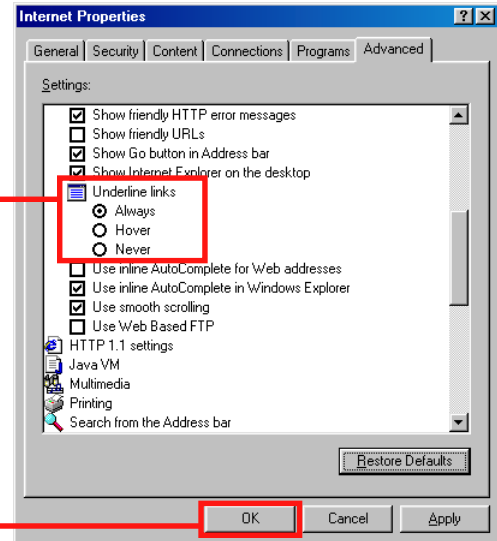 Internet Properties
General Security Content Connections Programs Advanced
Settings:
Show friendly HTTP error messages
Show friendly URLs
Show Go button in Address bar
Show Internet Explorer on the desktop
Underline links
Always
Hover
Never
Use inline AutoComplete for Web addresses
Use inline AutoComplete in Windows Explorer
Use smooth scrolling
Use Web Based FTP
HTTP 1.1 settings
Java VM
Multimedia
Printing
Search from the Address bar
Restore Defaults
OK Cancel Apply